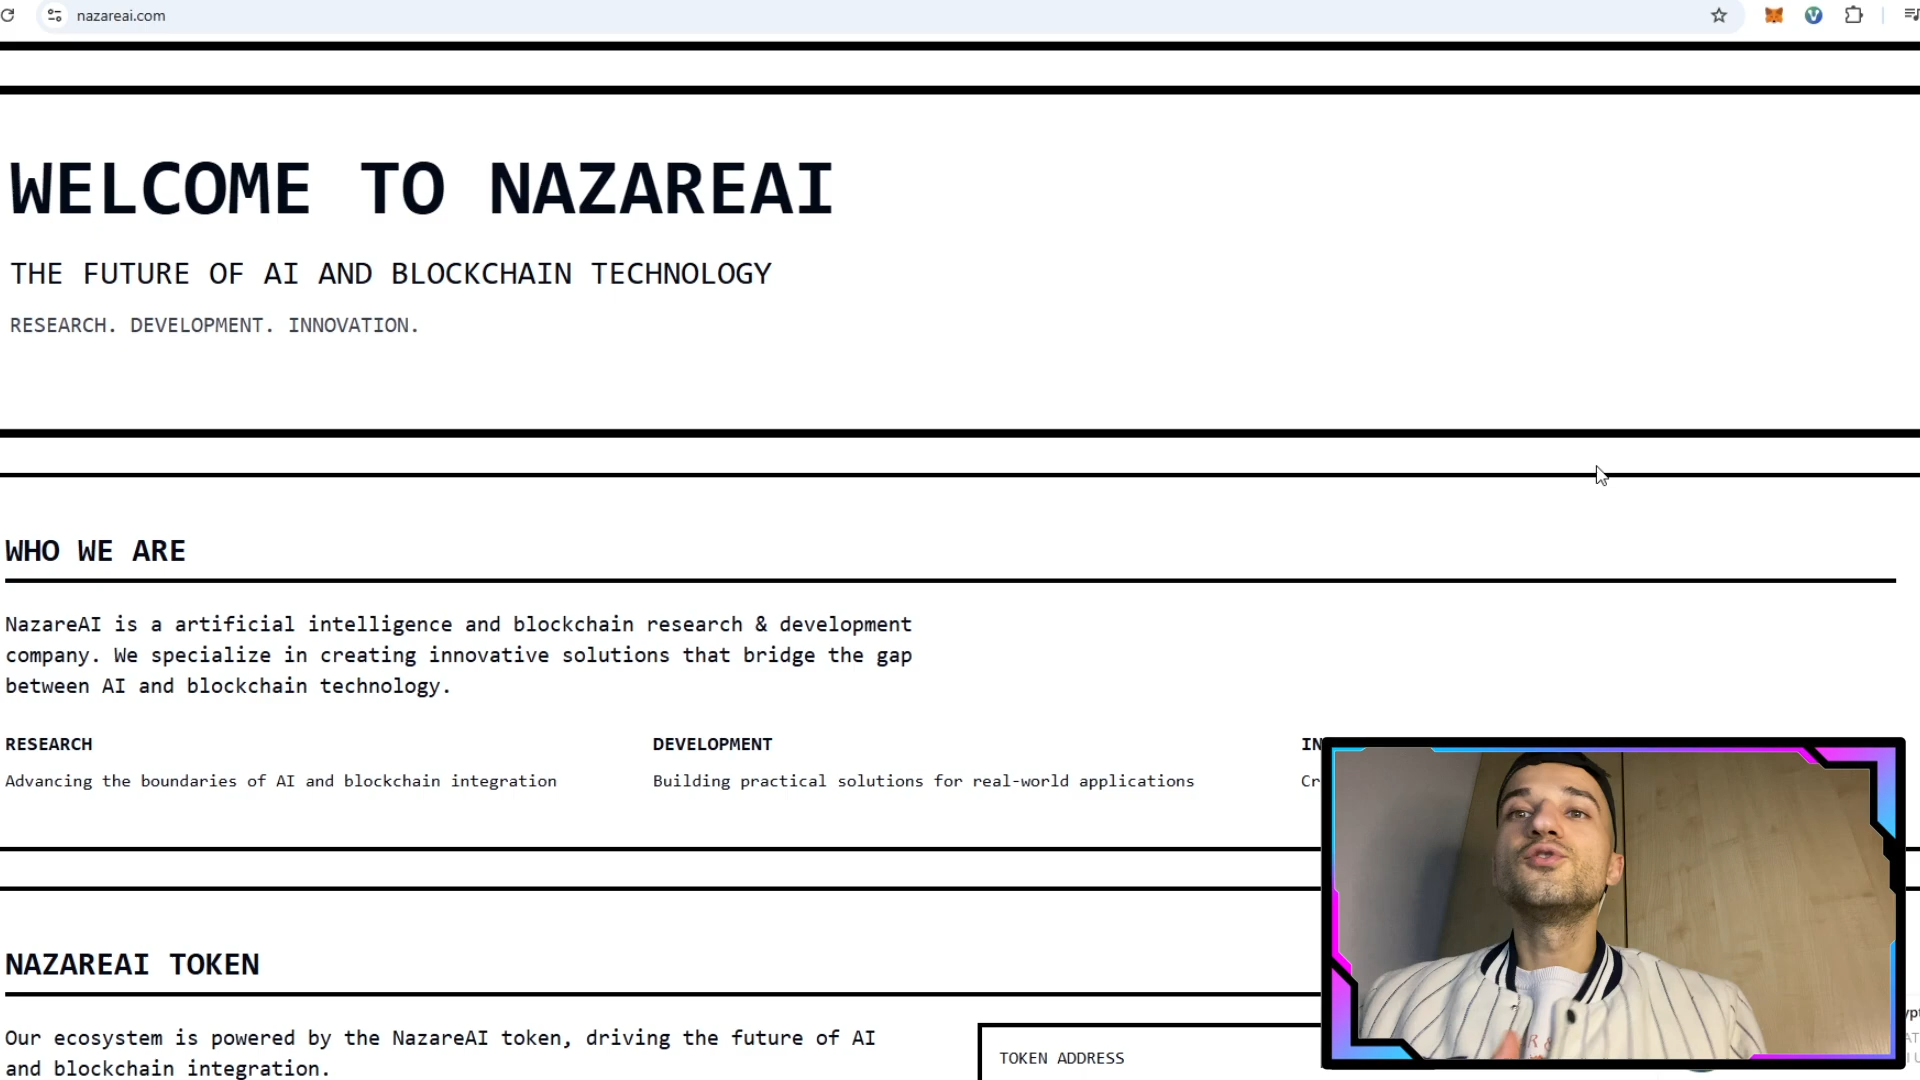 nazareai.com
WELCOME TO NAZAREAI
THE FUTURE OF AI AND BLOCKCHAIN TECHNOLOGY
RESEARCH. DEVELOPMENT. INNOVATION.
WHO WE ARE
NazareAI is a artificial intelligence and blockchain research & development
company. We specialize in creating innovative solutions that bridge the gap
between AI and blockchain technology.
RESEARCH
Advancing the boundaries of AI and blockchain integration
DEVELOPMENT
Building practical solutions for real-world applications
NAZAREAI TOKEN
Our ecosystem is powered by the NazareAI token, driving the future of AI
and blockchain integration.
TOKEN ADDRESS